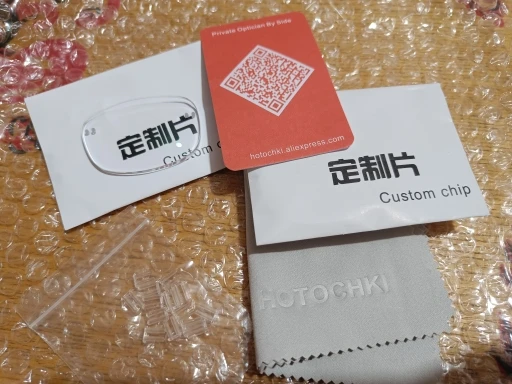 Private Optician By Side
hotochki.aliexpress.com
定制片
Custom c
定制片
Custom chip
HOTOCHKI